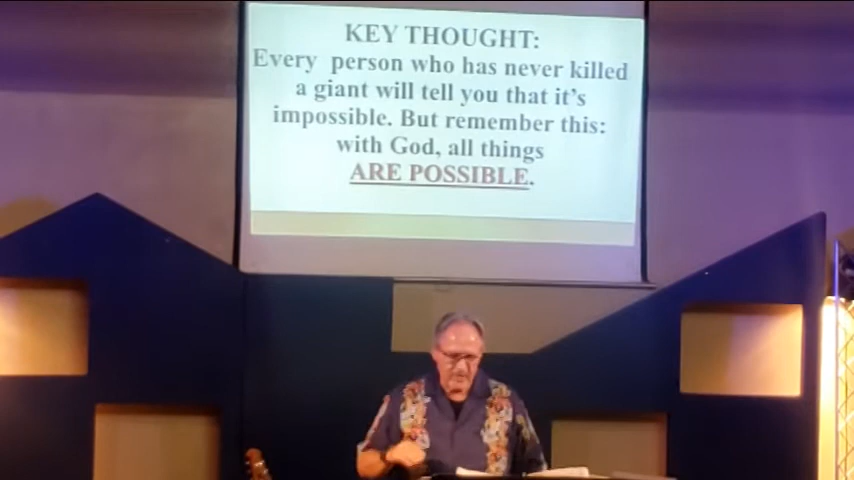 KEY THOUGHT:
Every person who has never killed
a giant will tell you that it's
impossible. But remember this:
with God, all things
ARE POSSIBLE.